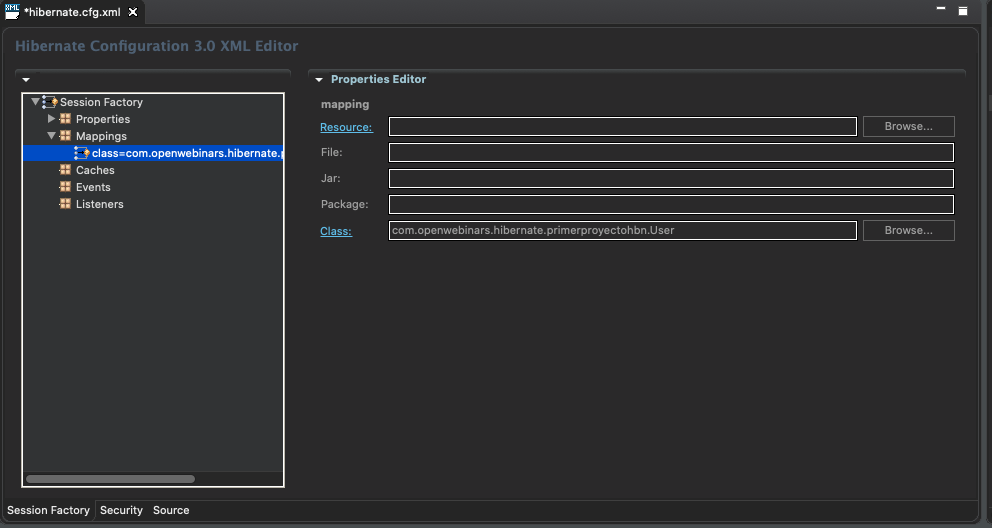 XML
*hibernate.cfg.xml
Hibernate Configuration 3.0 XML Editor
Session Factory
Properties
Mappings
class=com.openwebinars.hibernate.p
Caches
Events
Listeners
Properties Editor
mapping
Resource:
Browse...
File:
Jar:
Package:
Class:
com.openwebinars.hibernate.primerproyectohbn.User
Browse...
Session Factory
Security
Source